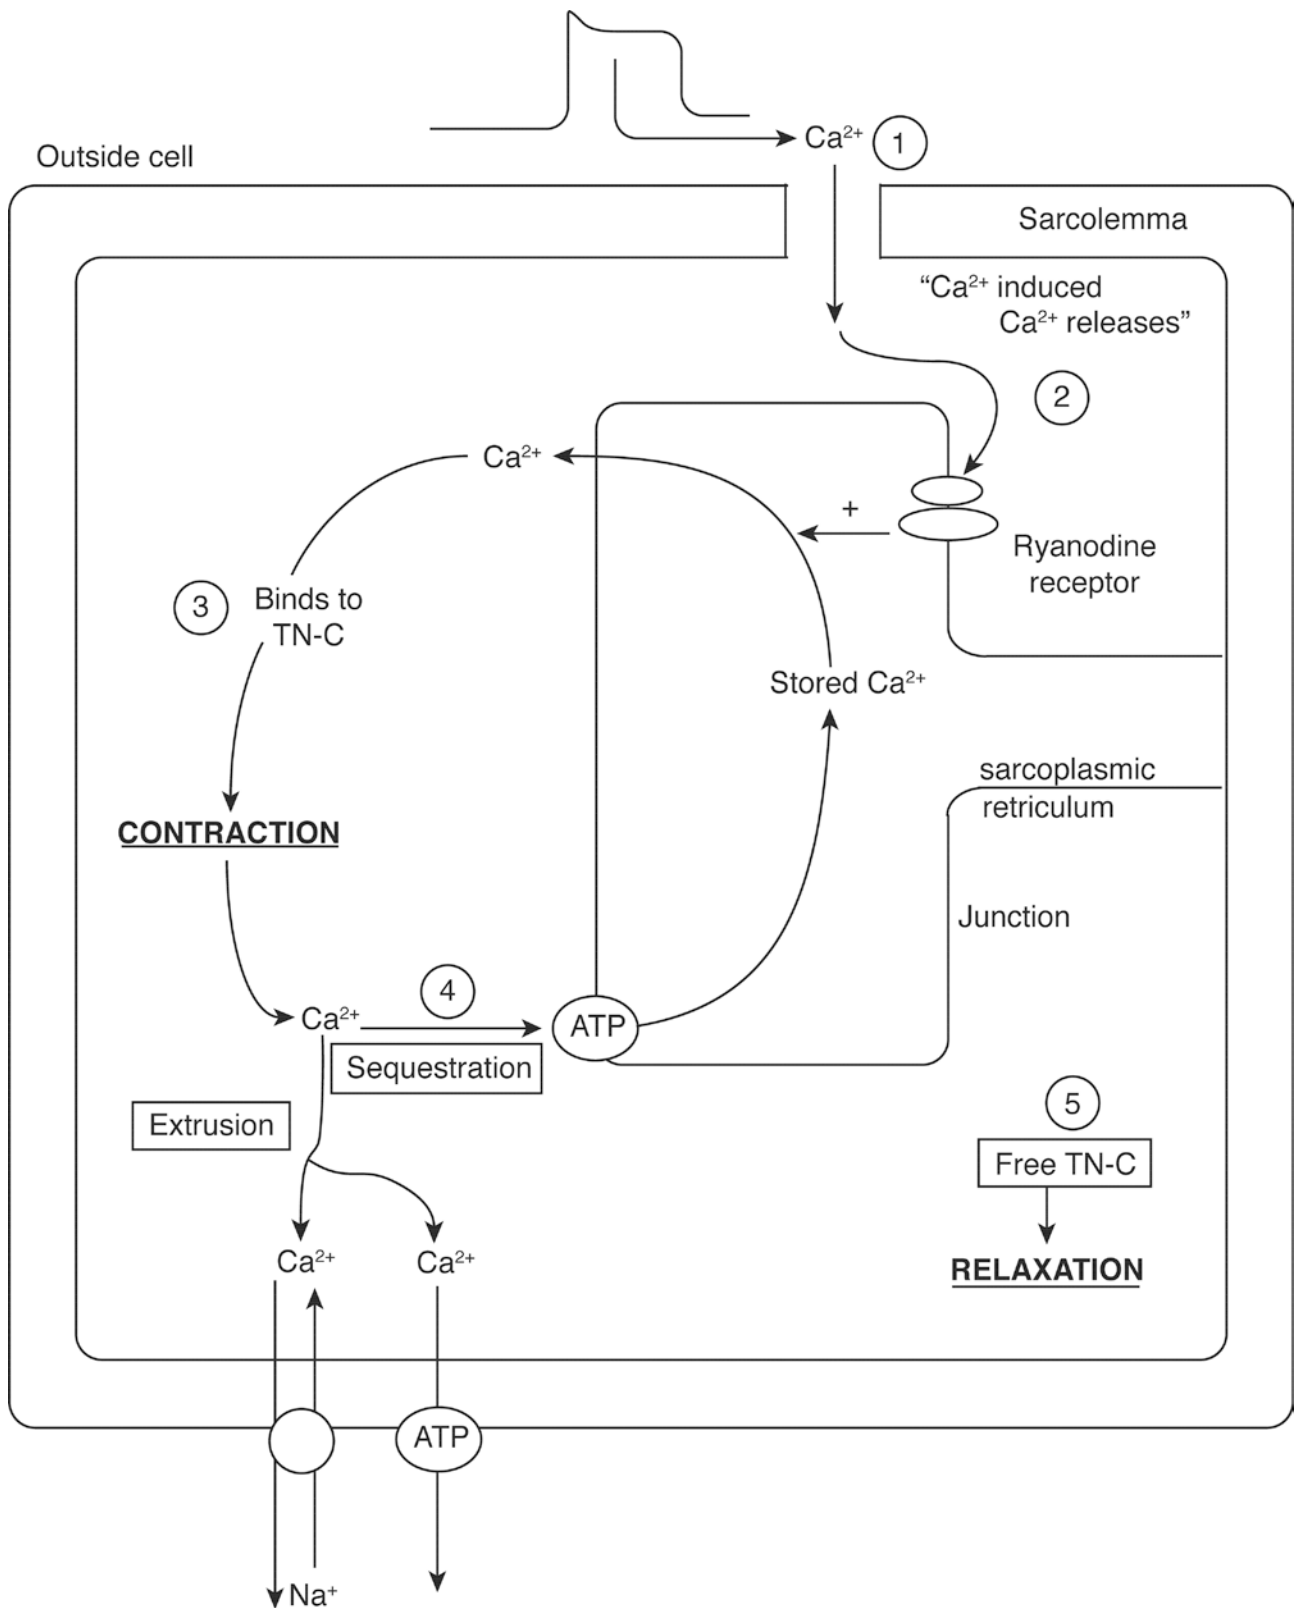 Ca²⁺ 1
Outside cell
Sarcolemma
“Ca²⁺ induced
Ca²⁺ releases”
2
Ca²⁺
+
Ryanodine
receptor
3
Binds to
TN-C
Stored Ca²⁺
sarcoplasmic
retriculum
CONTRACTION
Junction
4
Ca²⁺
ATP
Sequestration
Extrusion
5
Free TN-C
RELAXATION
Ca²⁺
Ca²⁺
ATP
Na⁺